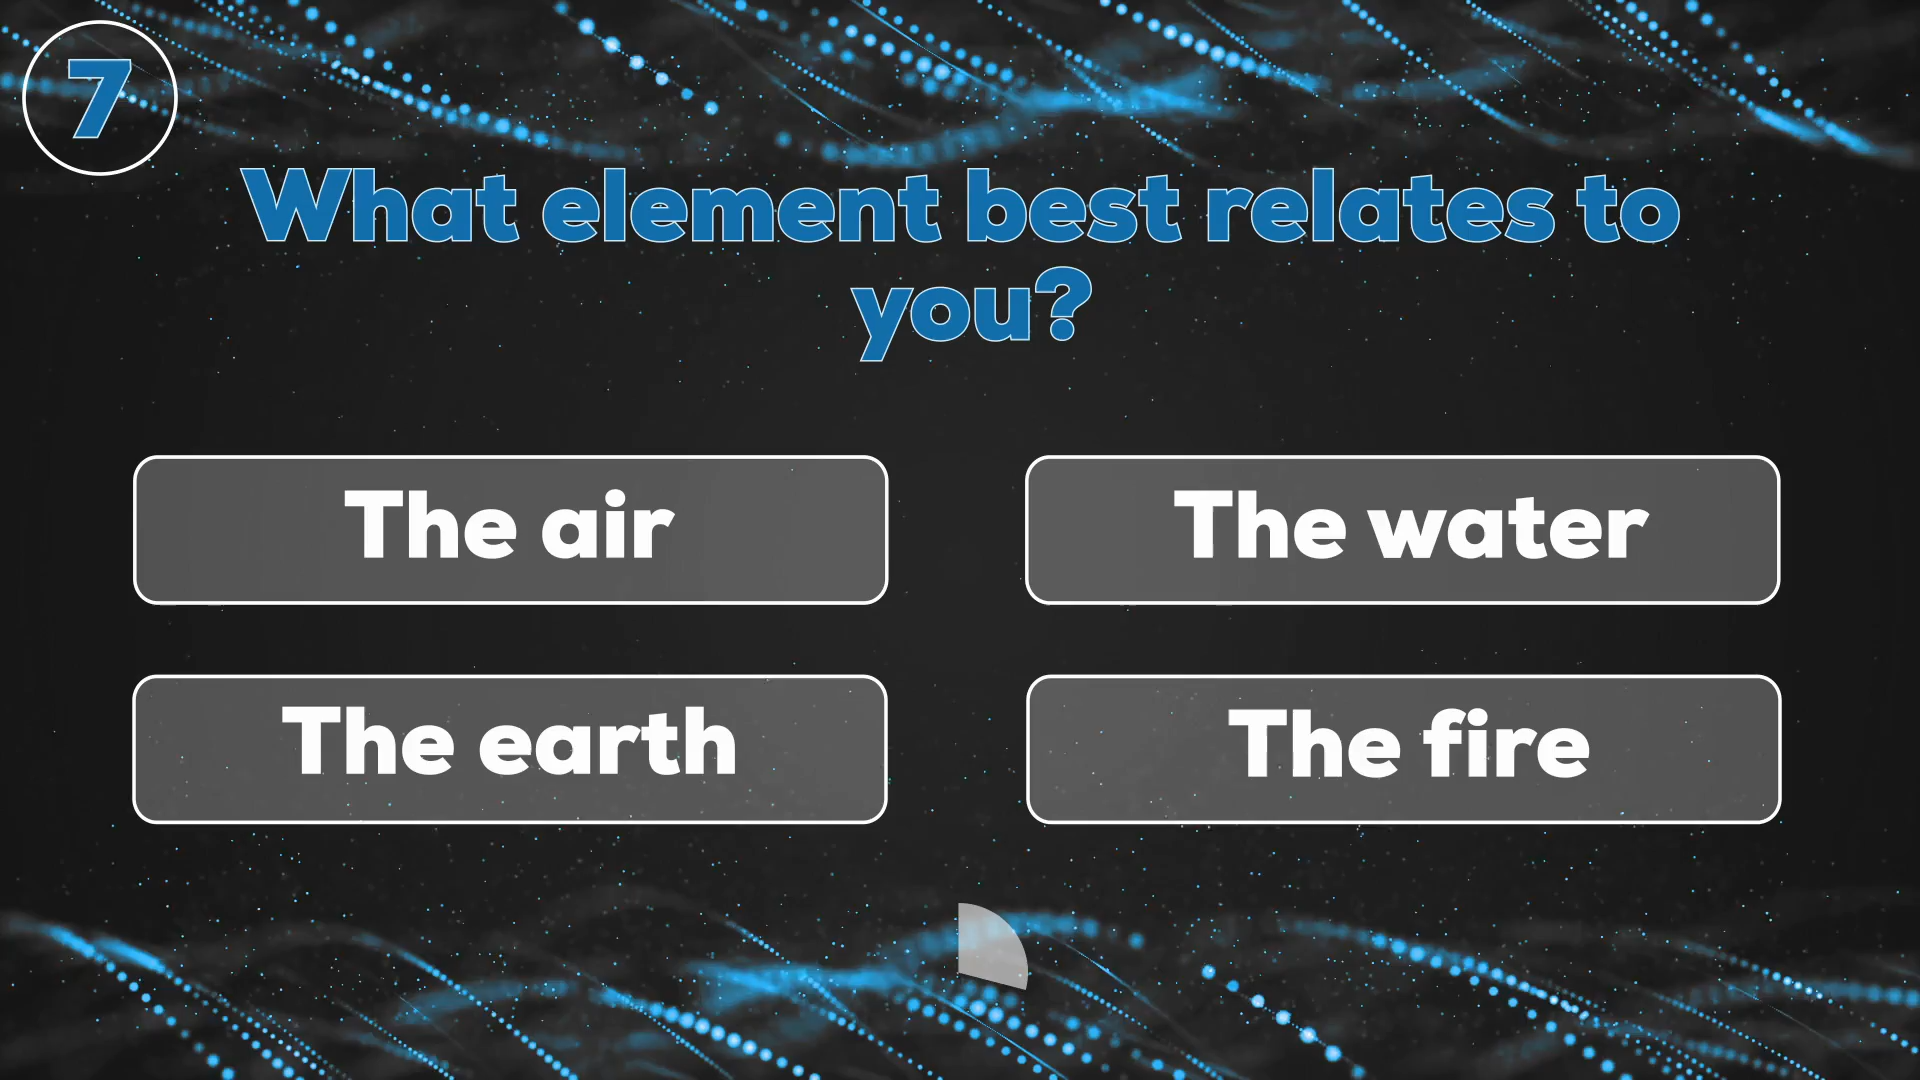 7
What element best relates to
you?
The air
The water
The earth
The fire